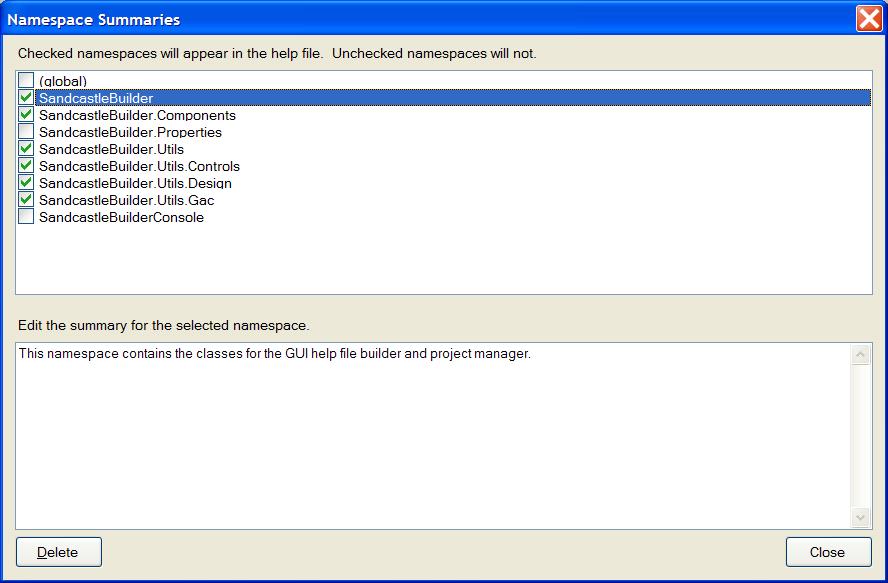 Namespace Summaries
Checked namespaces will appear in the help file.  Unchecked namespaces will not.
(global)
SandcastleBuilder
SandcastleBuilder.Components
SandcastleBuilder.Properties
SandcastleBuilder.Utils
SandcastleBuilder.Utils.Controls
SandcastleBuilder.Utils.Design
SandcastleBuilder.Utils.Gac
SandcastleBuilderConsole
Edit the summary for the selected namespace.
This namespace contains the classes for the GUI help file builder and project manager.
Delete
Close